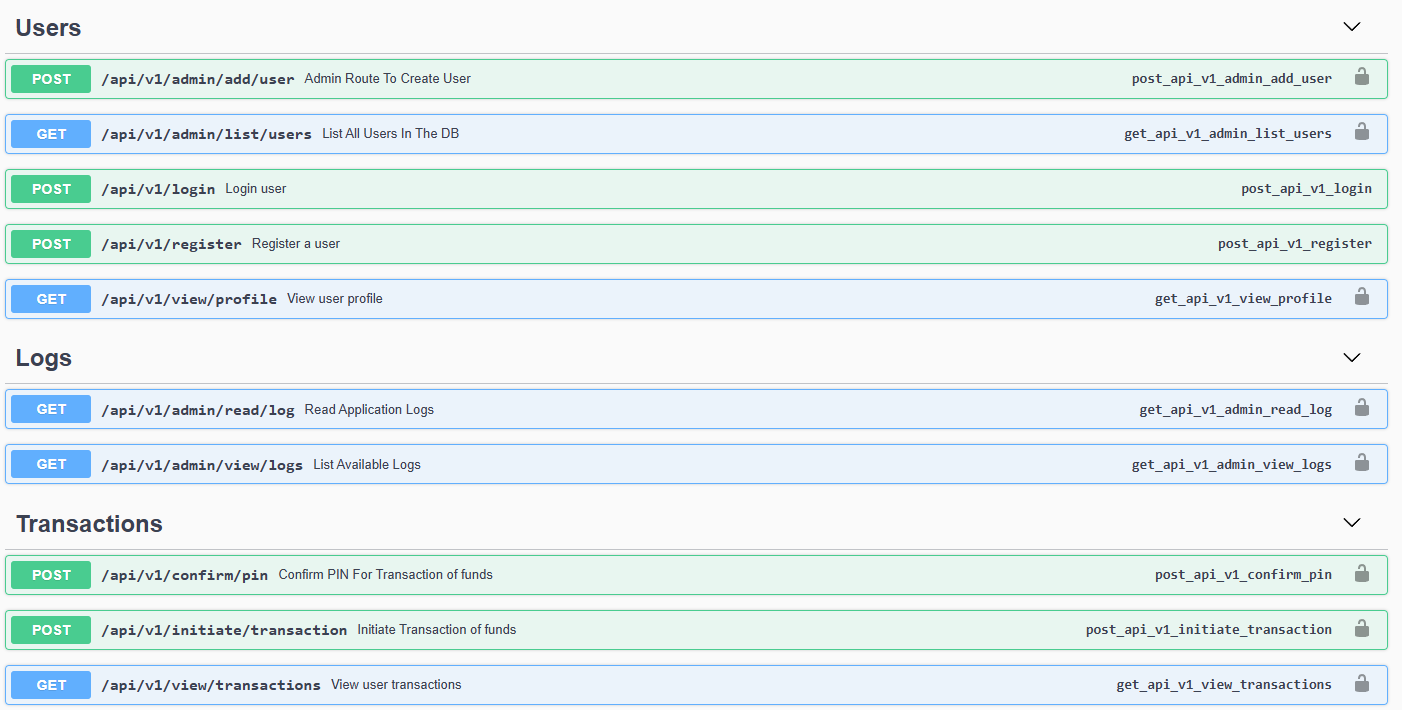 Users
POST /api/v1/admin/add/user Admin Route To Create User post_api_v1_admin_add_user
GET /api/v1/admin/list/users List All Users In The DB get_api_v1_admin_list_users
POST /api/v1/login Login user post_api_v1_login
POST /api/v1/register Register a user post_api_v1_register
GET /api/v1/view/profile View user profile get_api_v1_view_profile
Logs
GET /api/v1/admin/read/log Read Application Logs get_api_v1_admin_read_log
GET /api/v1/admin/view/logs List Available Logs get_api_v1_admin_view_logs
Transactions
POST /api/v1/confirm/pin Confirm PIN For Transaction of funds post_api_v1_confirm_pin
POST /api/v1/initiate/transaction Initiate Transaction of funds post_api_v1_initiate_transaction
GET /api/v1/view/transactions View user transactions get_api_v1_view_transactions